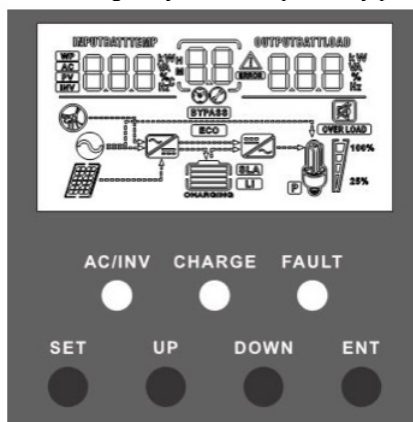 INPUTBATTTEMP OUTPUTBATTLOAD
WP
AC
PV
INV
kW
VA
%
Hz
H
M
ERROR
kW
VA
%
Hz
BYPASS
ECO
OVER LOAD
100%
SLA
LI
P
25%
CHARGING
AC/INV CHARGE FAULT
SET UP DOWN ENT